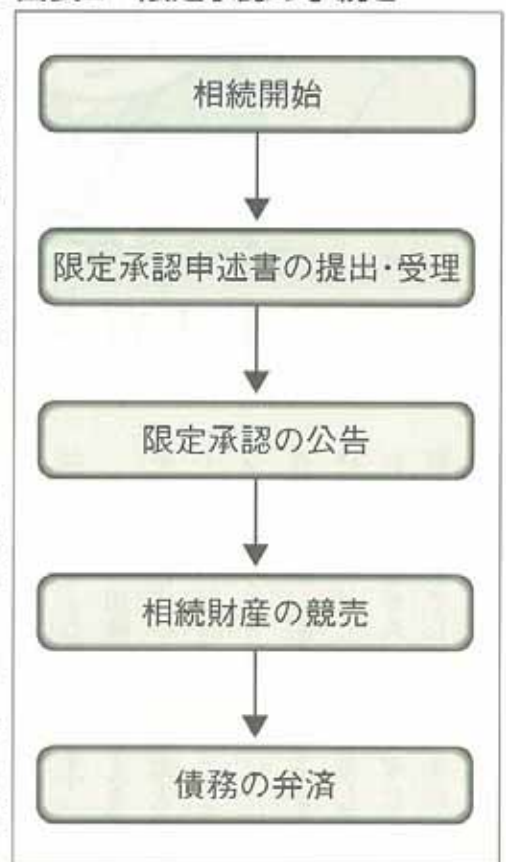 相続開始
限定承認申述書の提出・受理
限定承認の公告
相続財産の競売
債務の弁済